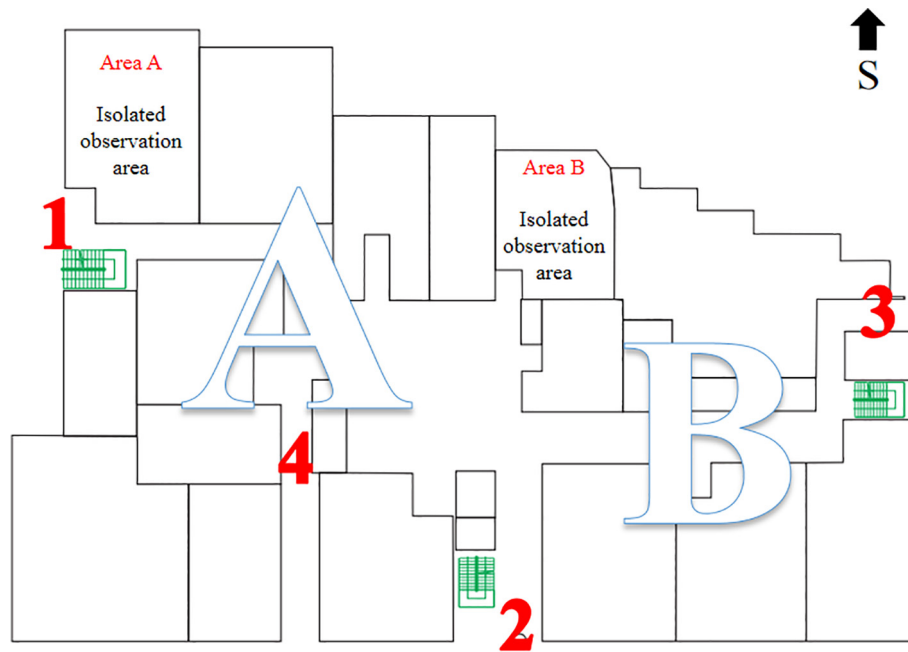 S
Area A
Isolated
observation
area
Area B
Isolated
observation
area
1
A
3
B
4
2